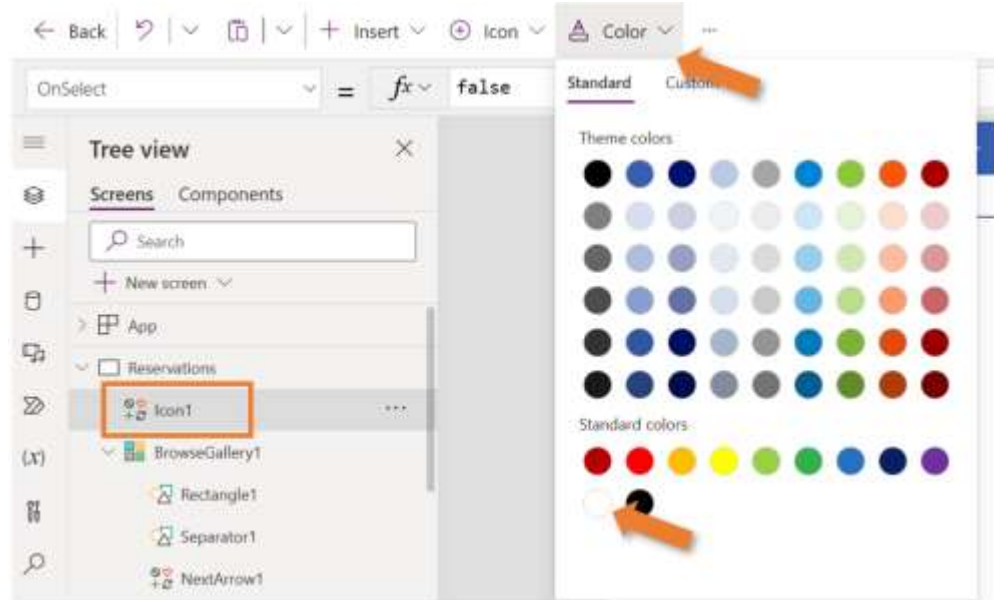 Back Insert Icon Color ...
OnSelect = fx false
Standard
Tree view
Theme colors
Screens Components
Search
New screen
App
Reservations
Icon1 ...
Standard colors
(x) BrowseGallery1
Rectangle1
Separator1
NextArrow1